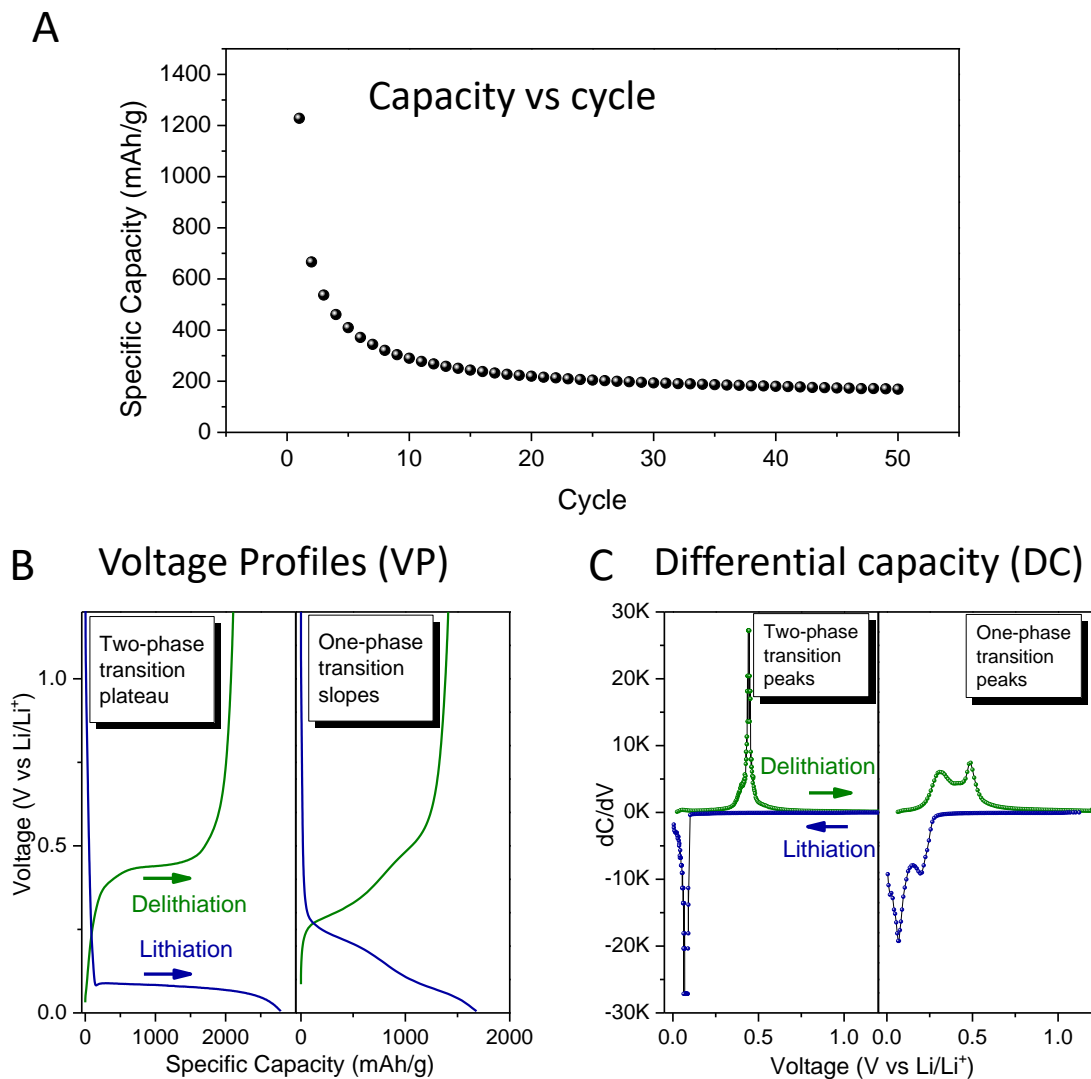 A
Capacity vs cycle
Specific Capacity (mAh/g)
1400
1200
1000
800
600
400
200
0
0 10 20 30 40 50
Cycle
B Voltage Profiles (VP)
Voltage (V vs Li/Li⁺)
1.0
0.5
0.0
Two-phase
transition
plateau
One-phase
transition
slopes
Delithiation
Lithiation
0 1000 2000 0 1000 2000
Specific Capacity (mAh/g)
C Differential capacity (DC)
dC/dV
30K
20K
10K
0K
-10K
-20K
-30K
Two-phase
transition
peaks
One-phase
transition
peaks
Delithiation
Lithiation
0.0 0.5 1.0 0.0 0.5 1.0
Voltage (V vs Li/Li⁺)